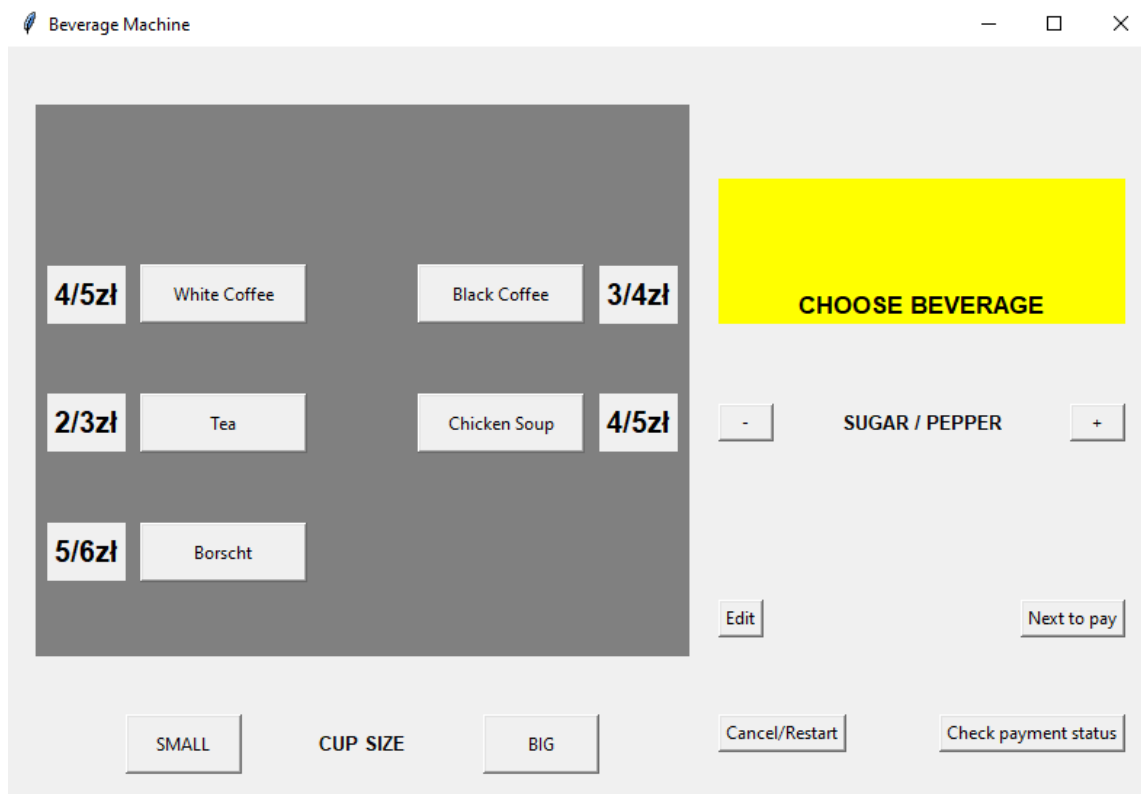 Beverage Machine
4/5zł White Coffee Black Coffee 3/4zł
CHOOSE BEVERAGE
2/3zł Tea Chicken Soup 4/5zł
- SUGAR / PEPPER +
5/6zł Borscht
Edit Next to pay
SMALL CUP SIZE BIG
Cancel/Restart Check payment status